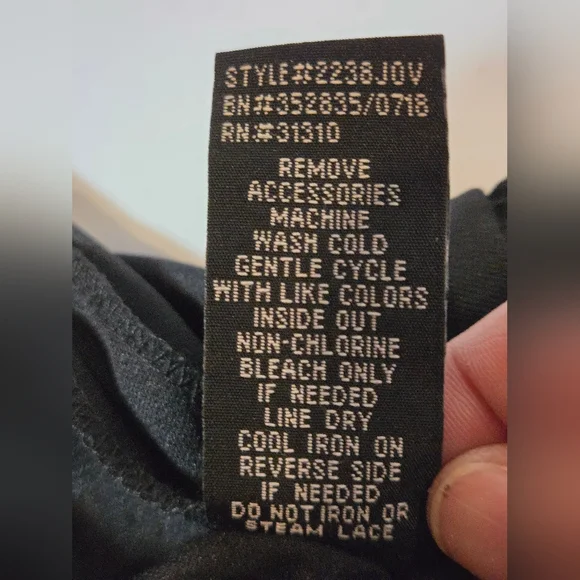 STYLE#2238JOV
BN#352835/0718
RN#31310
REMOVE
ACCESSORIES
MACHINE
WASH COLD
GENTLE CYCLE
WITH LIKE COLORS
INSIDE OUT
NON-CHLORINE
BLEACH ONLY
IF NEEDED
LINE DRY
COOL IRON ON
REVERSE SIDE
IF NEEDED
DO NOT IRON OR
STEAM LACE